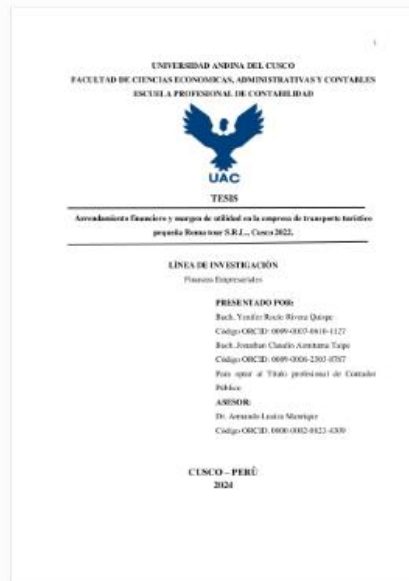 UNIVERSIDAD ANDINA DEL CUSCO
FACULTAD DE CIENCIAS ECONOMICAS, ADMINISTRATIVAS Y CONTABLES
ESCUELA PROFESIONAL DE CONTABILIDAD
UAC
TESIS
Arrendamiento financiero y margen de utilidad en la empresa de transporte turístico
pequeña Roma tour S.R.L., Cusco 2022.
LÍNEA DE INVESTIGACIÓN
Finanzas Empresariales
PRESENTADO POR:
Bach. Yenifer Rocío Rivera Quispe
Código ORCID:
Bach. Jonathan Claudio Taipe
Código ORCID:
Para optar al Título profesional de Contador
Público
ASESOR:
Dr. Armando Loaiza Manrique
Código ORCID:
CUSCO – PERÚ
2024